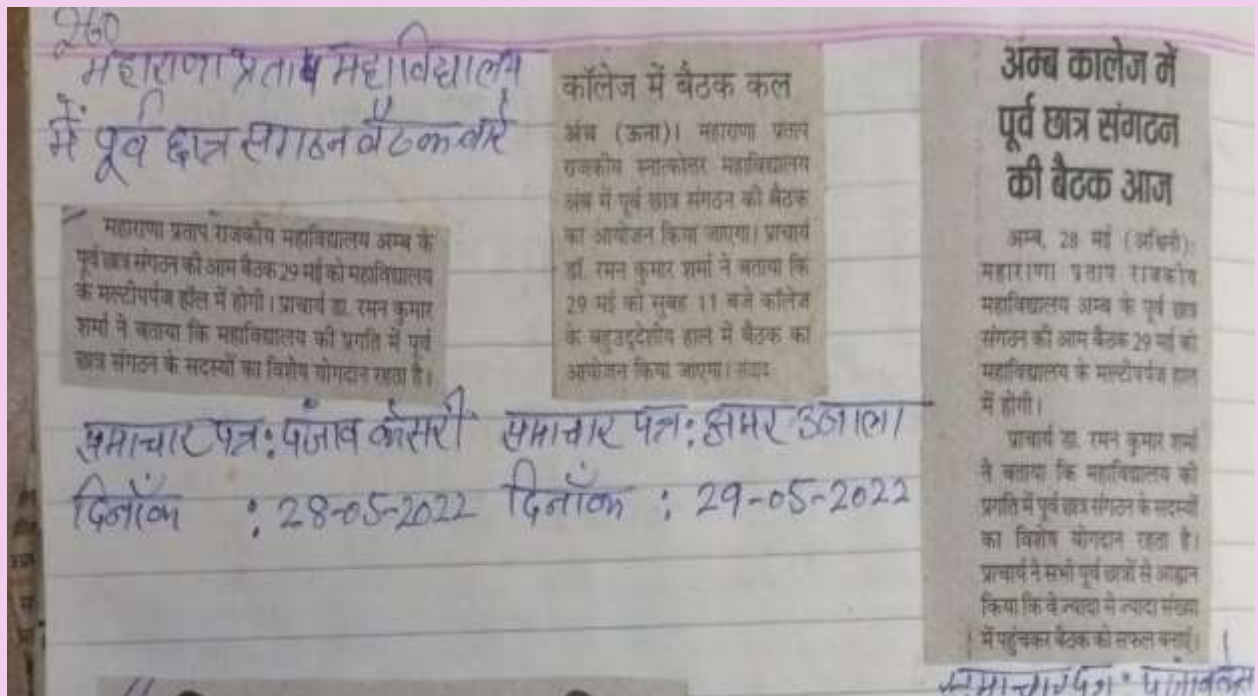 260
महाराणा प्रताप महाविद्यालय
में पूर्व छात्र संगठन बैठक बारे
महाराणा प्रताप राजकीय महाविद्यालय अम्ब के
पूर्व छात्र संगठन की आम बैठक 29 मई को महाविद्यालय
के मल्टीपर्पज हॉल में होगी। प्राचार्य डा. रमन कुमार
शर्मा ने बताया कि महाविद्यालय की प्रगति में पूर्व
छात्र संगठन के सदस्यों का विशेष योगदान रहता है।
समाचार पत्र: पंजाब केसरी
दिनाँक : 28-05-2022
कॉलेज में बैठक कल
अंब (ऊना)। महाराणा प्रताप
राजकीय स्नातकोत्तर महाविद्यालय
अंब में पूर्व छात्र संगठन की बैठक
का आयोजन किया जाएगा। प्राचार्य
डॉ. रमन कुमार शर्मा ने बताया कि
29 मई को सुबह 11 बजे कॉलेज
के बहुउद्देशीय हाल में बैठक का
आयोजन किया जाएगा। संवाद
समाचार पत्र: अमर उजाला
दिनाँक : 29-05-2022
अम्ब कालेज में
पूर्व छात्र संगठन
की बैठक आज
अम्ब, 28 मई (अश्विनी):
महाराणा प्रताप राजकीय
महाविद्यालय अम्ब के पूर्व छात्र
संगठन की आम बैठक 29 मई को
महाविद्यालय के मल्टीपर्पज हाल
में होगी।
प्राचार्य डा. रमन कुमार शर्मा
ने बताया कि महाविद्यालय की
प्रगति में पूर्व छात्र संगठन के सदस्यों
का विशेष योगदान रहता है।
प्राचार्य ने सभी पूर्व छात्रों से आह्वान
किया कि वे ज्यादा से ज्यादा संख्या
में पहुंचकर बैठक को सफल बनाएं।
समाचार पत्र: